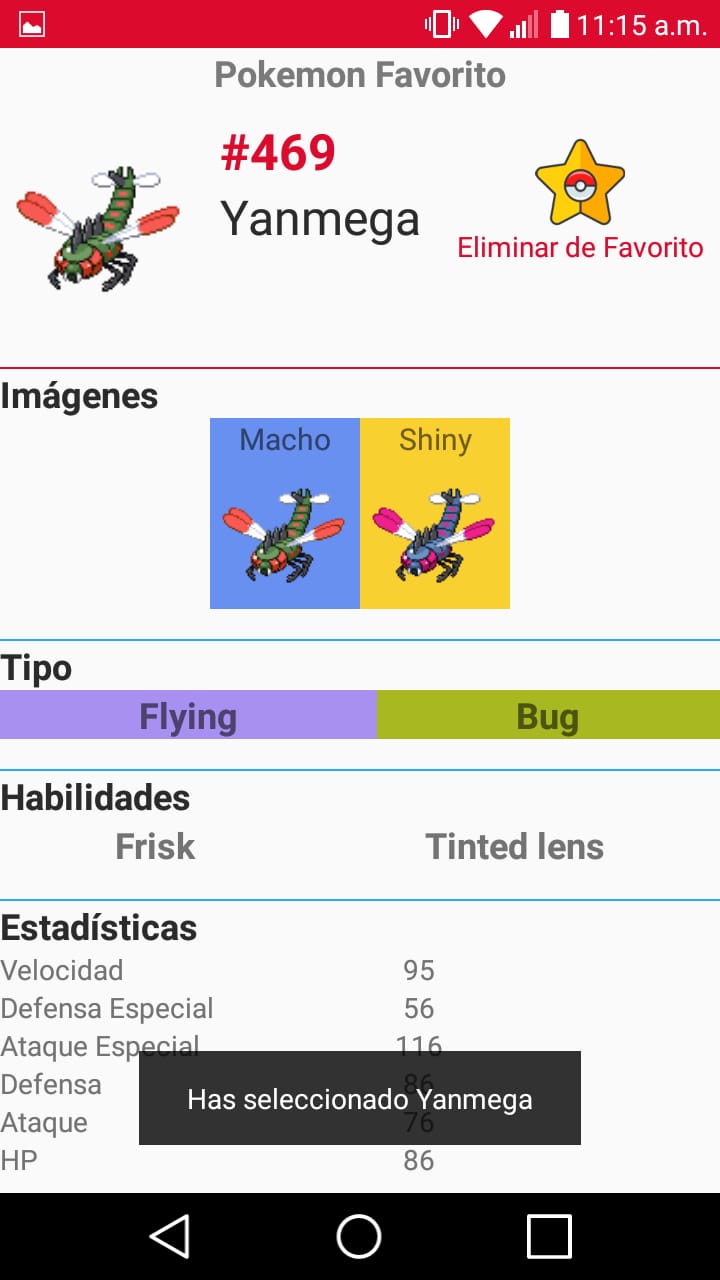 11:15 a.m.
Pokemon Favorito
#469
Yanmega
Eliminar de Favorito
Imágenes
Macho Shiny
Tipo
Flying Bug
Habilidades
Frisk Tinted lens
Estadísticas
Velocidad 95
Defensa Especial 56
Ataque Especial 116
Defensa 86
Has seleccionado Yanmega
Ataque 76
HP 86